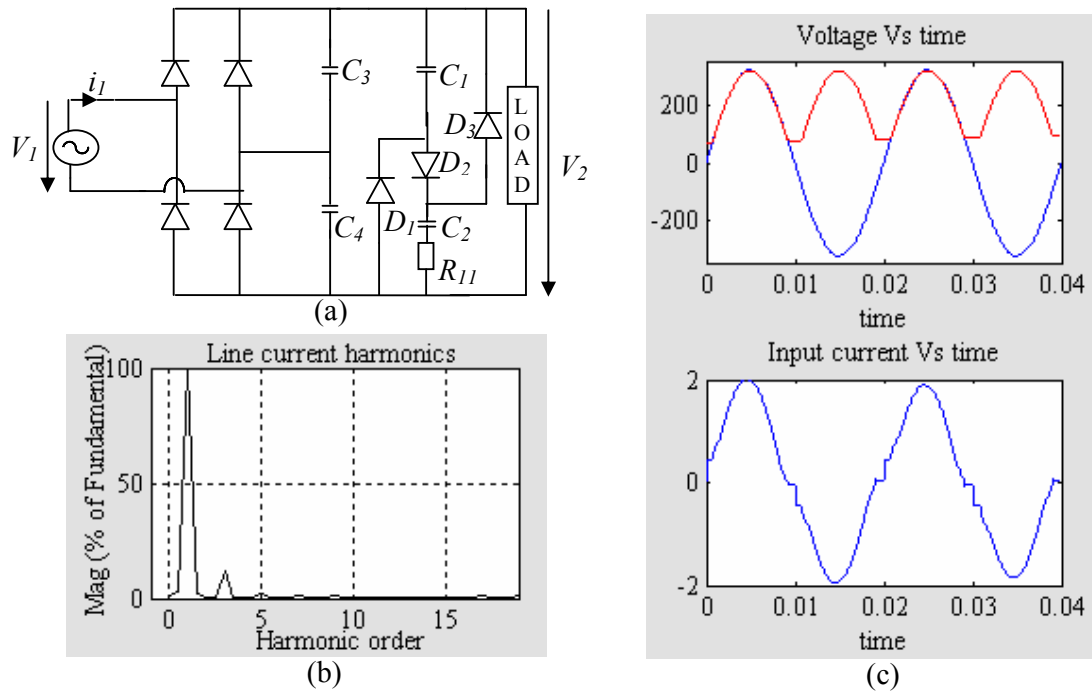 i1
V1
C3
C4
C1
D3
D2
D1
C2
R11
LOAD
V2
(a)
Line current harmonics
Mag (% of Fundamental)
100
50
0
0 5 10 15
Harmonic order
(b)
Voltage Vs time
200
0
-200
0 0.01 0.02 0.03 0.04
time
Input current Vs time
2
0
-2
0 0.01 0.02 0.03 0.04
time
(c)